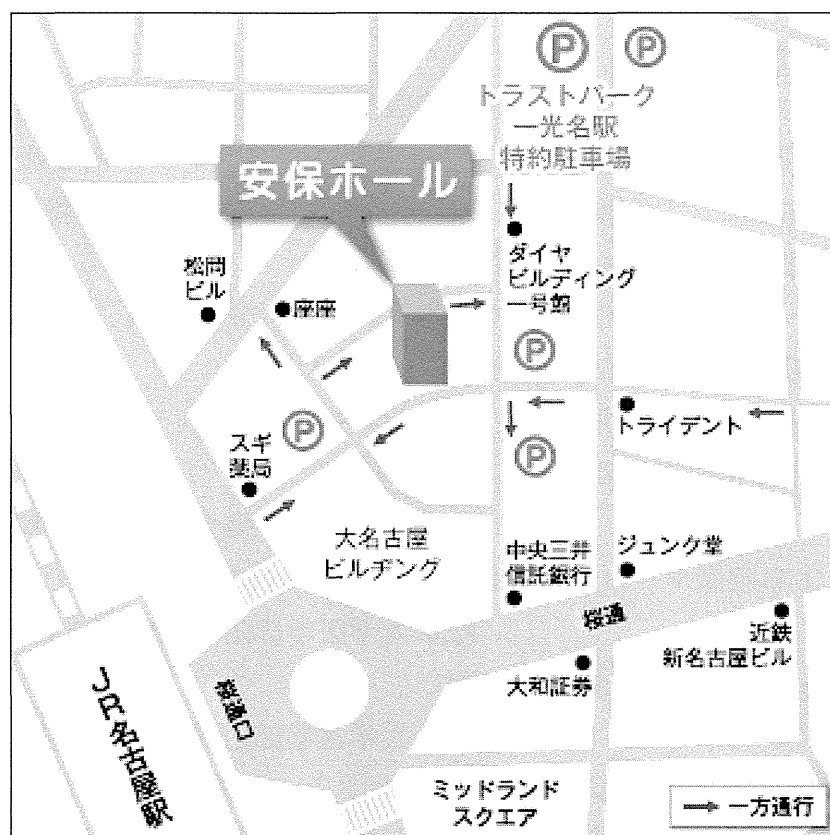 P
P
トラストパーク
一光名駅
特約駐車場
安保ホール
ダイヤ
ビルディング
一号館
松岡
ビル
座座
P
トライデント
P
スギ
薬局
P
大名古屋
ビルヂング
中央三井
信託銀行
ジュンク堂
桜通
近鉄
新名古屋ビル
大和証券
桜通口
JR名古屋駅
ミッドランド
スクエア
一方通行